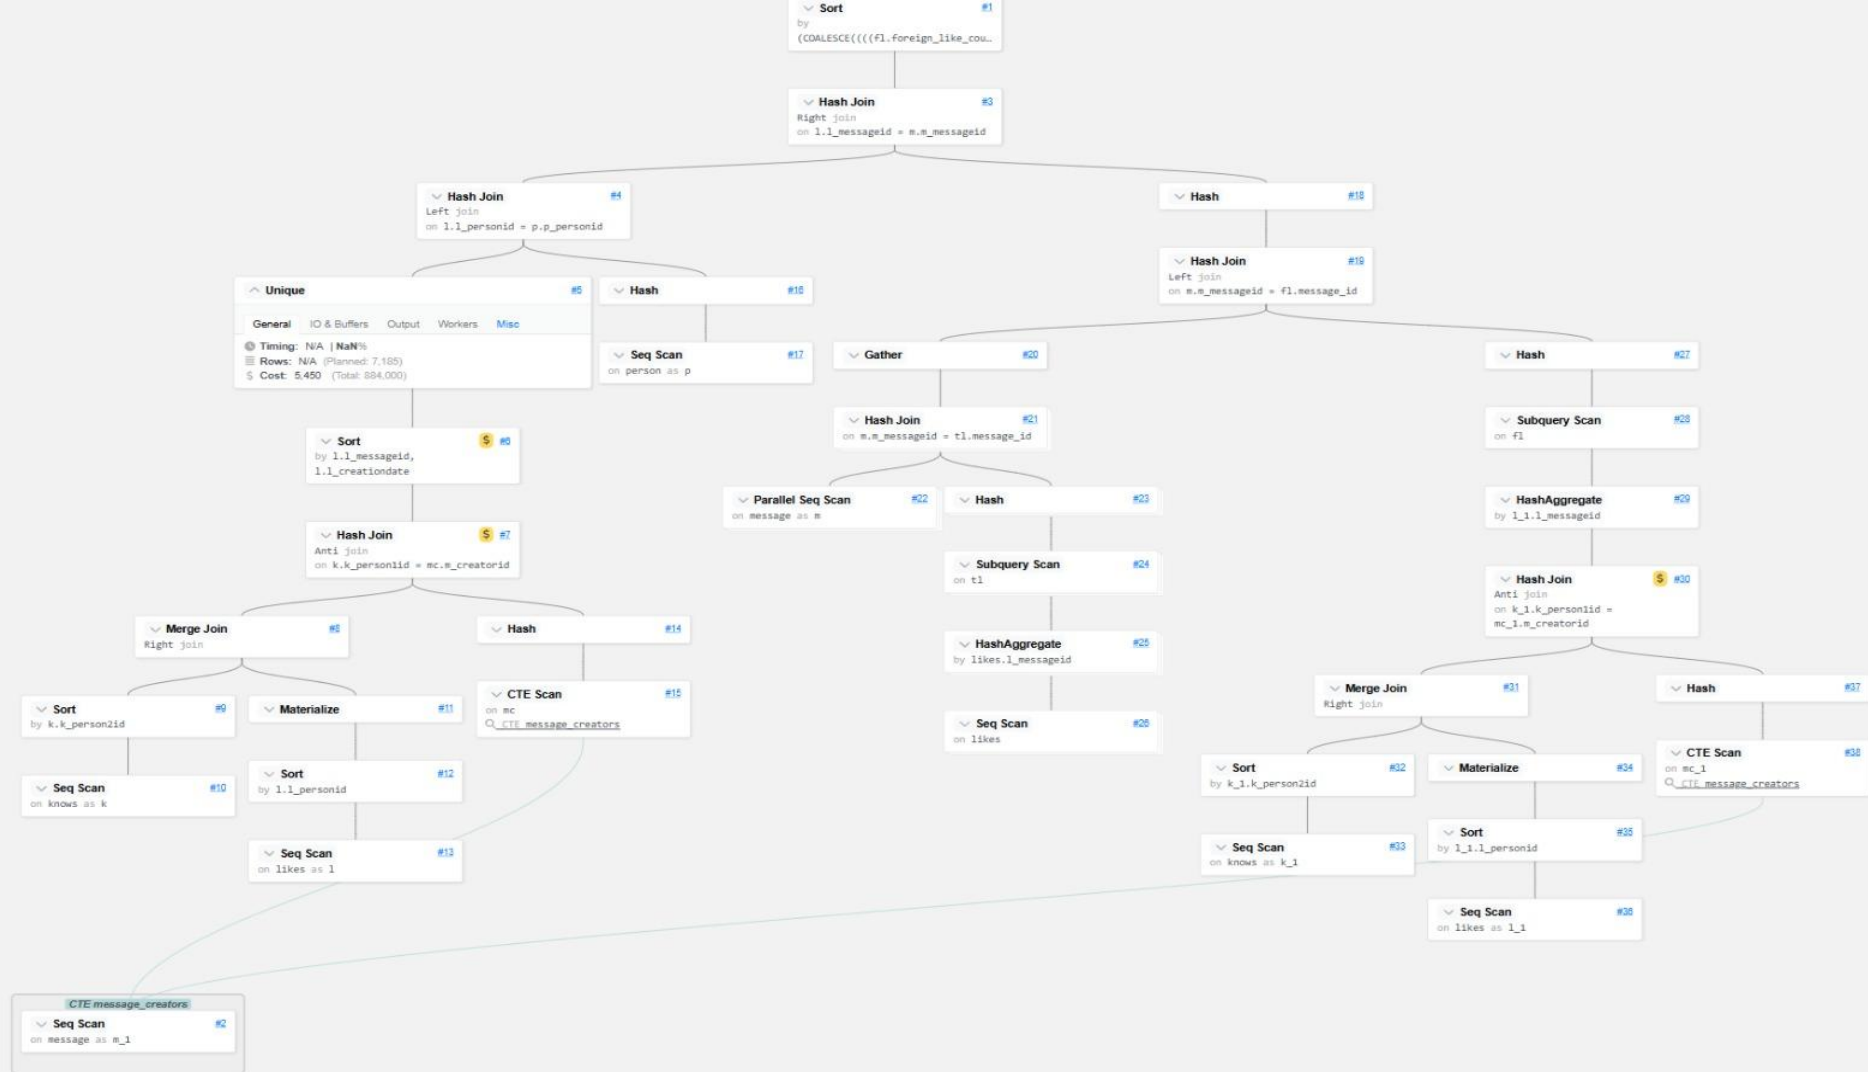 Sort #1
by
(COALESCE((((fl.foreign_like_cou…
Hash Join #3
Right join
on l.l_messageid = m.m_messageid
Hash Join #4
Left join
on l.l_personid = p.p_personid
Hash #18
Hash Join #19
Left join
on m.m_messageid = fl.message_id
Unique #5
General IO & Buffers Output Workers Misc
Timing: N/A | NaN%
Rows: N/A (Planned: 7,185)
Cost: 5,450 (Total: 884,000)
Hash #16
Seq Scan #17
on person as p
Gather #20
Hash #27
Hash Join #21
on m.m_messageid = tl.message_id
Subquery Scan #28
on fl
Sort $ #6
by l.l_messageid,
l.l_creationdate
Parallel Seq Scan #22
on message as m
Hash #23
HashAggregate #29
by l_1.l_messageid
Hash Join $ #7
Anti join
on k.k_person1id = mc.m_creatorid
Subquery Scan #24
on tl
Hash Join $ #30
Anti join
on k_1.k_person1id =
mc_1.m_creatorid
Merge Join #8
Right join
Hash #14
HashAggregate #25
by likes.l_messageid
Merge Join #31
Right join
Hash #37
Sort #9
by k.k_person2id
Materialize #11
CTE Scan #15
on mc
CTE message_creators
Seq Scan #26
on likes
Sort #32
by k_1.k_person2id
Materialize #34
CTE Scan #38
on mc_1
CTE message_creators
Seq Scan #10
on knows as k
Sort #12
by l.l_personid
Seq Scan #13
on likes as l
Seq Scan #33
on knows as k_1
Sort #35
by l_1.l_personid
Seq Scan #36
on likes as l_1
CTE message_creators
Seq Scan #2
on message as m_1